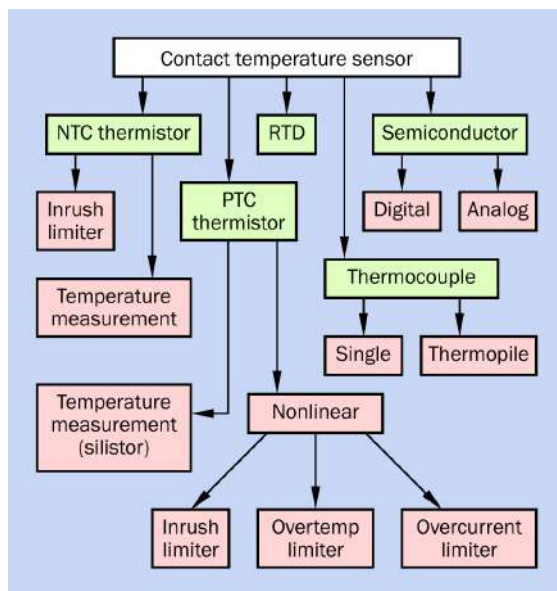 Contact temperature sensor
NTC thermistor
RTD
Semiconductor
Inrush
limiter
PTC
thermistor
Digital
Analog
Temperature
measurement
Thermocouple
Single
Thermopile
Temperature
measurement
(silistor)
Nonlinear
Inrush
limiter
Overtemp
limiter
Overcurrent
limiter